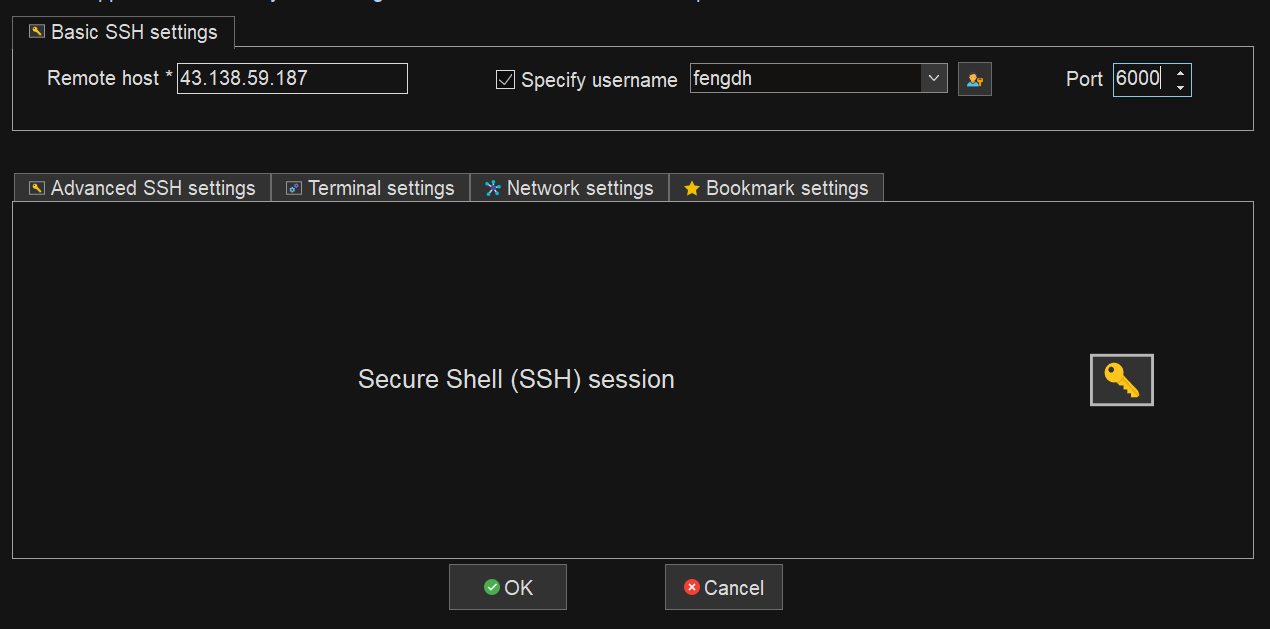 Basic SSH settings
Remote host * 43.138.59.187 Specify username fengdh Port 6000
Advanced SSH settings Terminal settings Network settings Bookmark settings
Secure Shell (SSH) session
OK Cancel